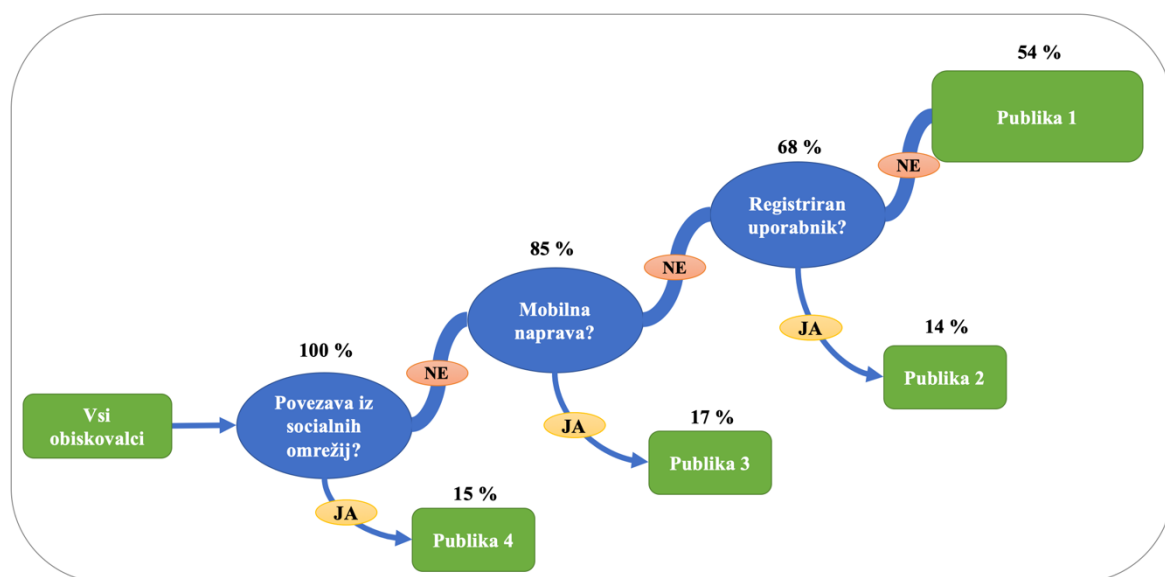 54 %
Publika 1
68 %
NE
Registriran
uporabnik?
85 %
NE
Mobilna
naprava?
JA
14 %
Publika 2
100 %
NE
Povezava iz
socialnih
omrežij?
Vsi
obiskovalci
JA
17 %
Publika 3
JA
15 %
Publika 4